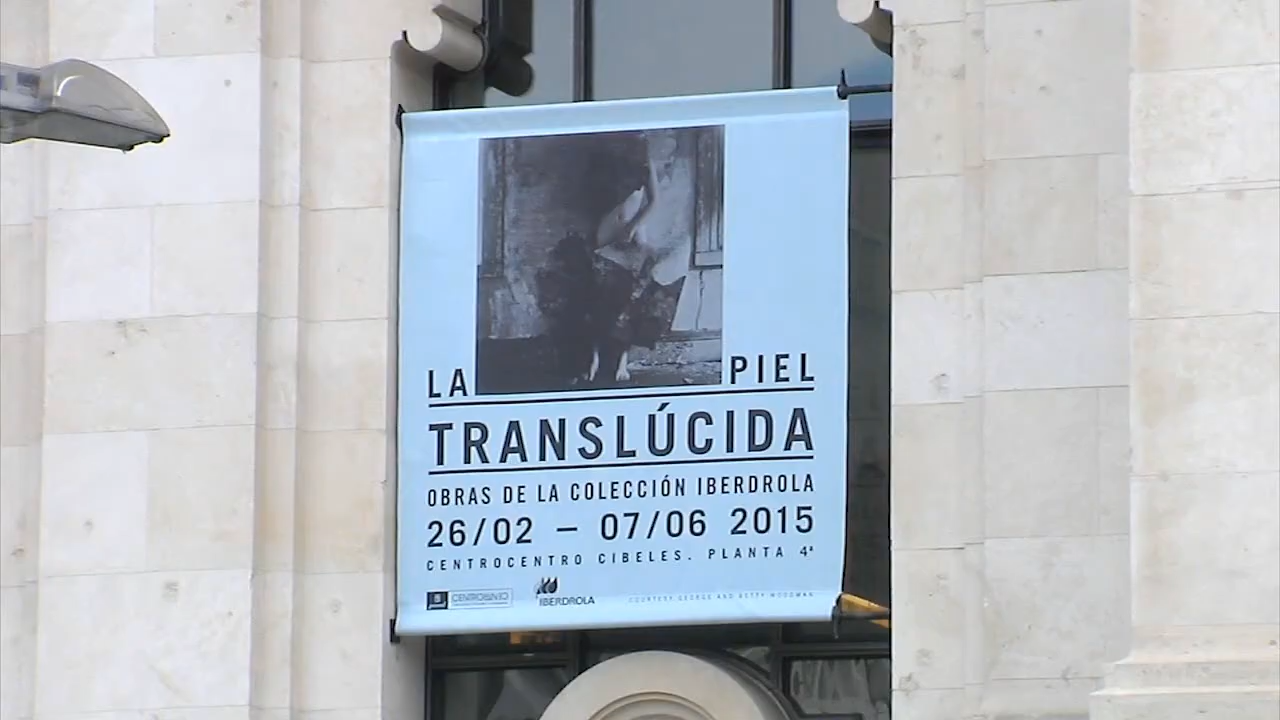 LA PIEL
TRANSLÚCIDA
OBRAS DE LA COLECCIÓN IBERDROLA
26/02 – 07/06 2015
CENTROCENTRO CIBELES. PLANTA 4ª
CENTROCENTRO
IBERDROLA
COURTESY GEORGE AND BETTY WOODMAN